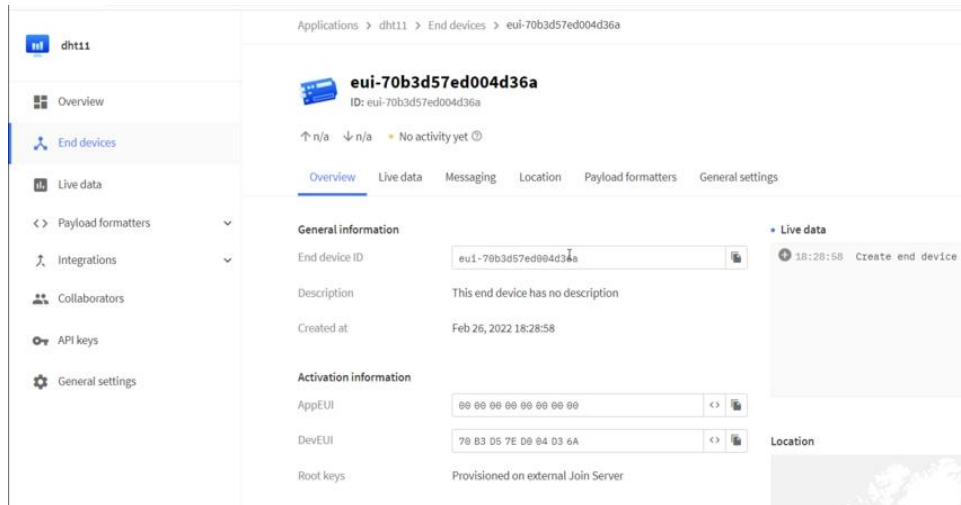 Applications > dht11 > End devices > eui-70b3d57ed004d36a
dht11
eui-70b3d57ed004d36a
ID: eui-70b3d57ed004d36a
↑ n/a ↓ n/a • No activity yet
Overview Live data Messaging Location Payload formatters General settings
Overview
End devices
Live data
Payload formatters
Integrations
Collaborators
API keys
General settings
General information
End device ID eui-70b3d57ed004d36a
Description This end device has no description
Created at Feb 26, 2022 18:28:58
Activation information
AppEUI 00 00 00 00 00 00 00 00
DevEUI 70 B3 D5 7E D0 04 D3 6A
Root keys Provisioned on external Join Server
• Live data
18:28:58 Create end device
Location